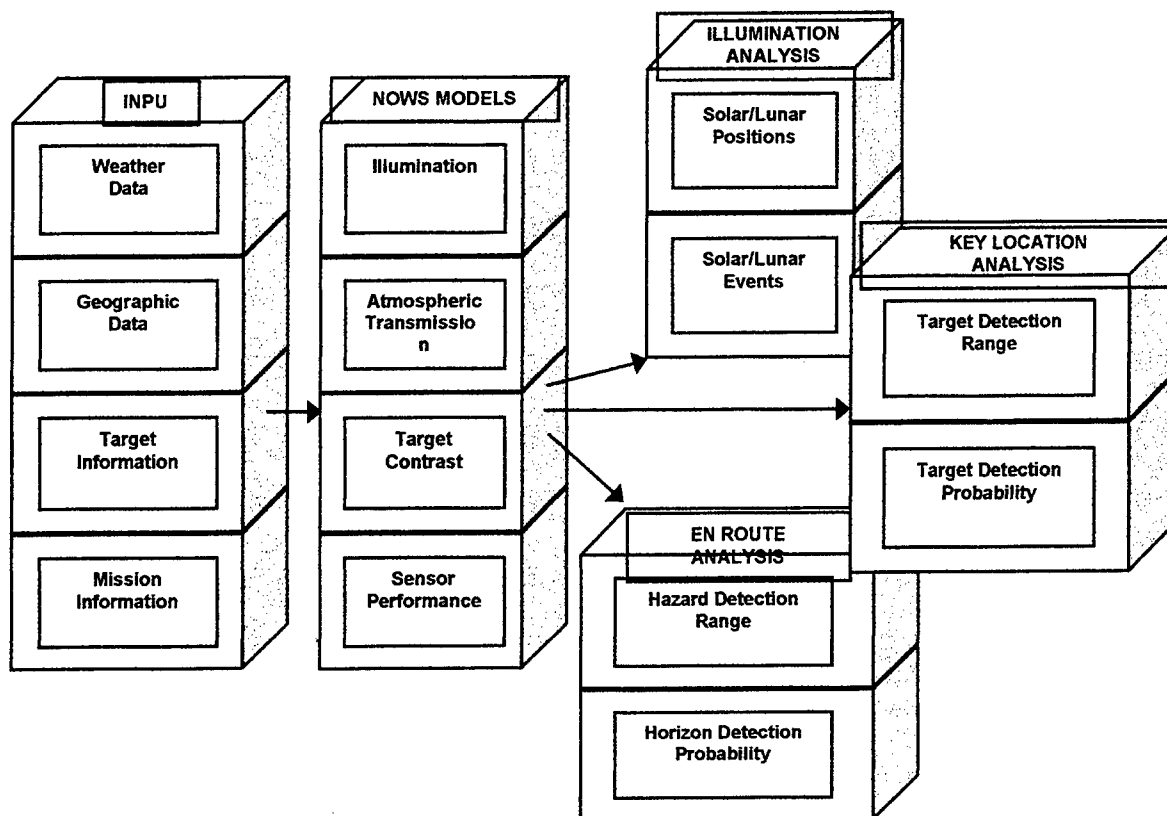 INPU
Weather
Data
Geographic
Data
Target
Information
Mission
Information
NOWS MODELS
Illumination
Atmospheric
Transmissio
n
Target
Contrast
Sensor
Performance
ILLUMINATION
ANALYSIS
Solar/Lunar
Positions
Solar/Lunar
Events
KEY LOCATION
ANALYSIS
Target Detection
Range
Target Detection
Probability
EN ROUTE
ANALYSIS
Hazard Detection
Range
Horizon Detection
Probability